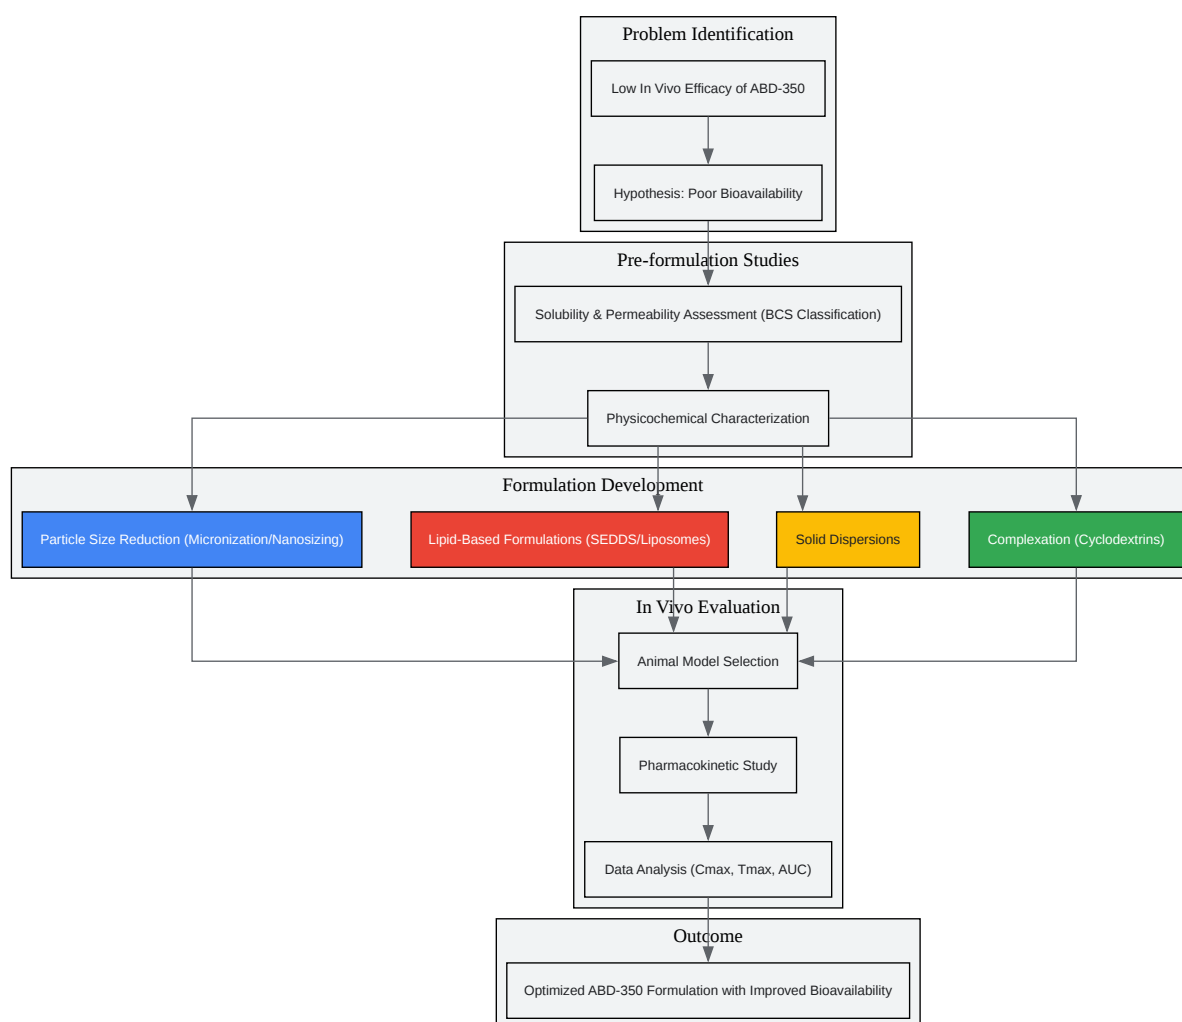 Problem Identification
Low In Vivo Efficacy of ABD-350
Hypothesis: Poor Bioavailability
Pre-formulation Studies
Solubility & Permeability Assessment (BCS Classification)
Physicochemical Characterization
Formulation Development
Particle Size Reduction (Micronization/Nanosizing)
Lipid-Based Formulations (SEDDS/Liposomes)
Solid Dispersions
Complexation (Cyclodextrins)
In Vivo Evaluation
Animal Model Selection
Pharmacokinetic Study
Data Analysis (Cmax, Tmax, AUC)
Outcome
Optimized ABD-350 Formulation with Improved Bioavailability